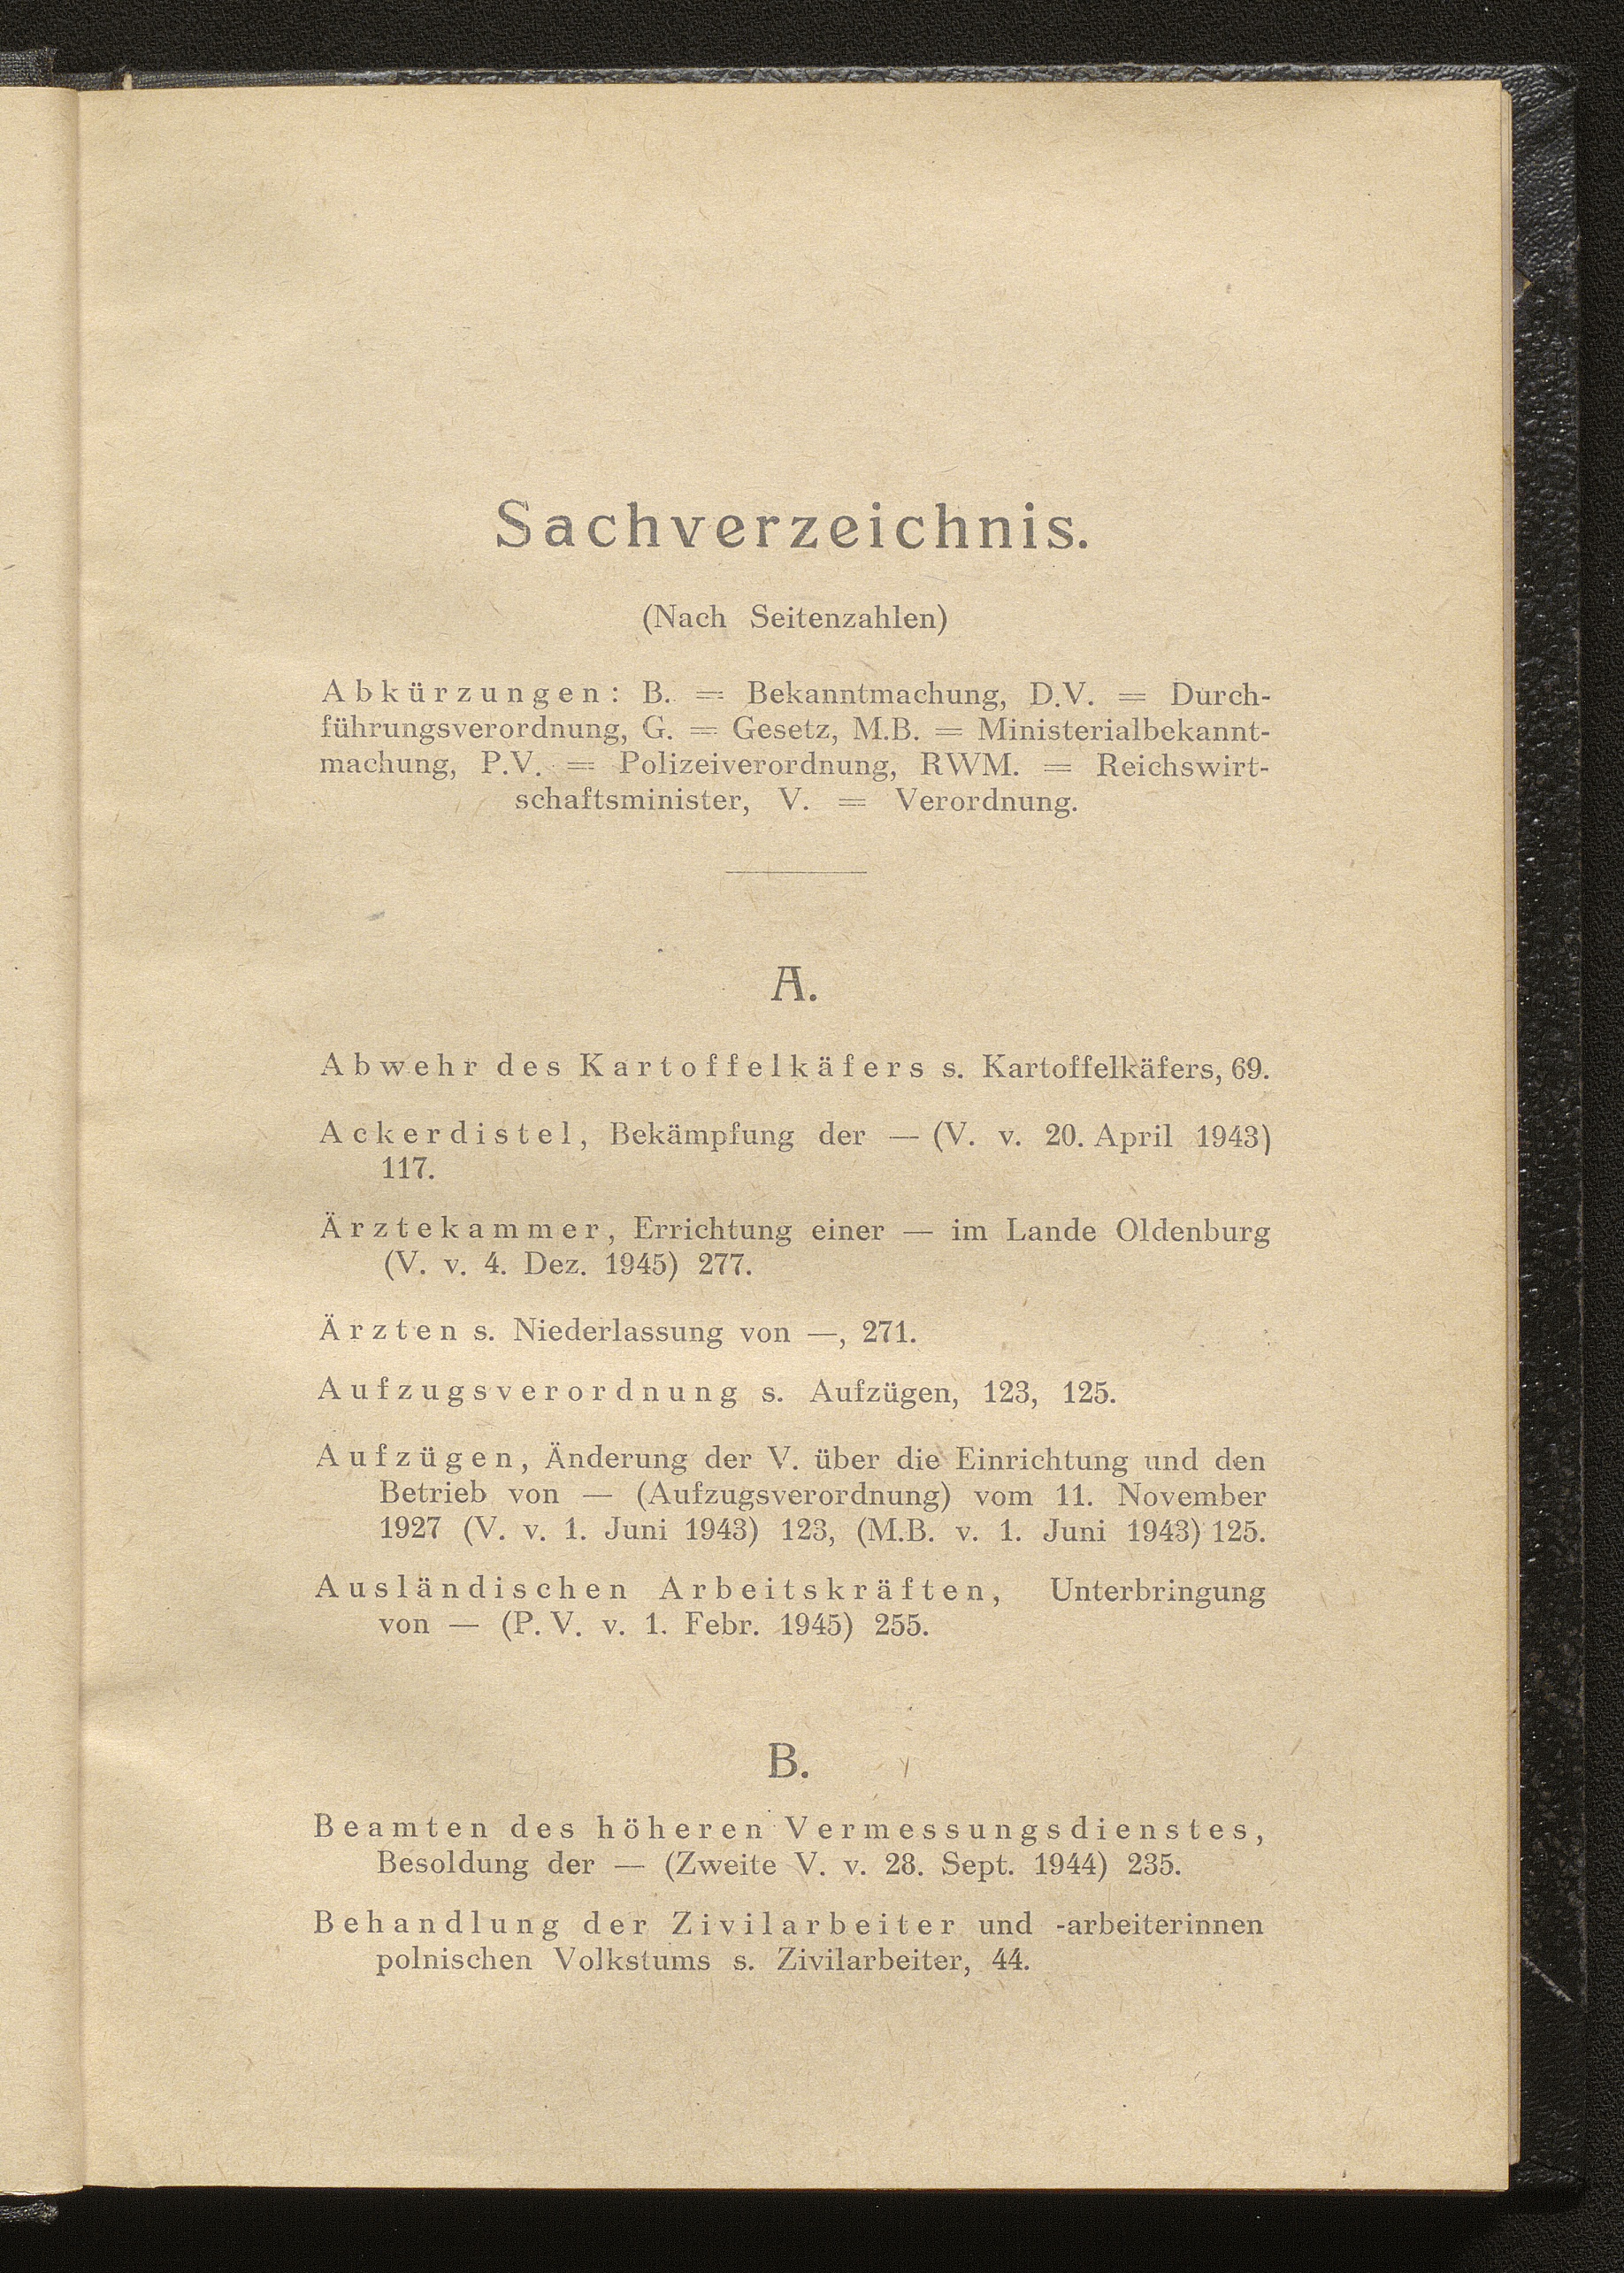 Sachverzeichnis.
(Nach Seitenzahlen)
Abkürzungen: B. = Bekanntmachung, D.V. = Durch-
führungsverordnung, G. = Gesetz, M.B. = Ministerialbekannt-
machung, P.V. = Polizeiverordnung, RWM. = Reichswirt-
schaftsminister, V. = Verordnung.
A.
Abwehr des Kartoffelkäfers s. Kartoffelkäfers, 69.
Ackerdistel, Bekämpfung der — (V. v. 20. April 1943)
117.
Ärztekammer, Errichtung einer — im Lande Oldenburg
(V. v. 4. Dez. 1945) 277.
Ärzten s. Niederlassung von —, 271.
Aufzugsverordnung s. Aufzügen, 123, 125.
Aufzügen, Änderung der V. über die Einrichtung und den
Betrieb von — (Aufzugsverordnung) vom 11. November
1927 (V. v. 1. Juni 1943) 123, (M.B. v. 1. Juni 1943) 125.
Ausländischen Arbeitskräften, Unterbringung
von — (P. V. v. 1. Febr. 1945) 255.
B.
Beamten des höheren Vermessungsdienstes,
Besoldung der — (Zweite V. v. 28. Sept. 1944) 235.
Behandlung der Zivilarbeiter und -arbeiterinnen
polnischen Volkstums s. Zivilarbeiter, 44.